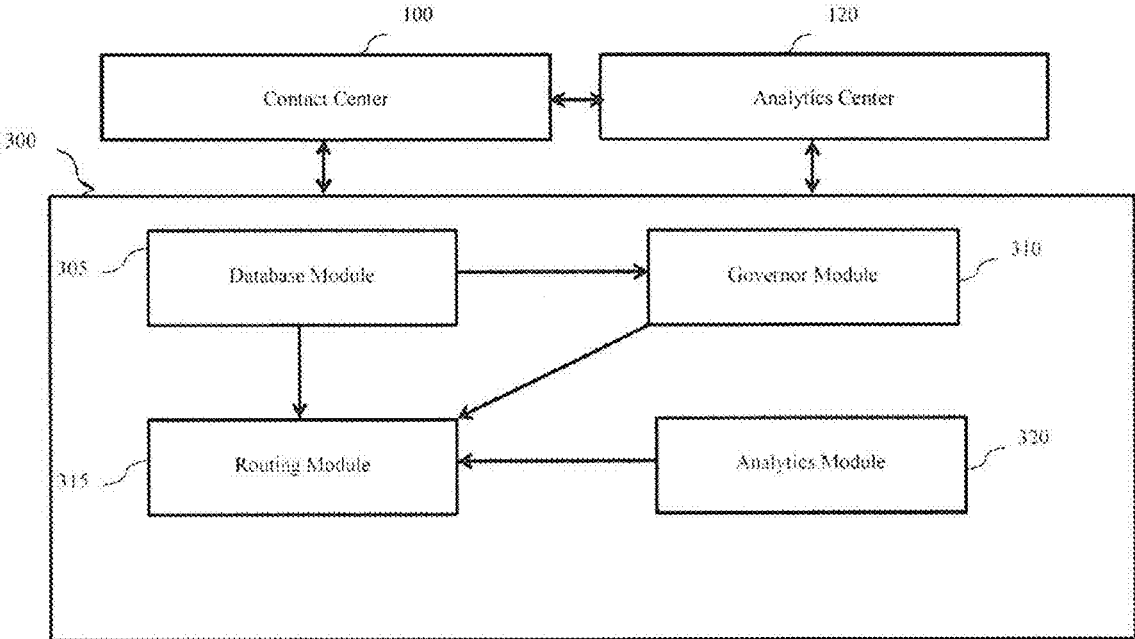 100
120
Contact Center
Analytics Center
300
305
Database Module
Governor Module
310
315
Routing Module
Analytics Module
320